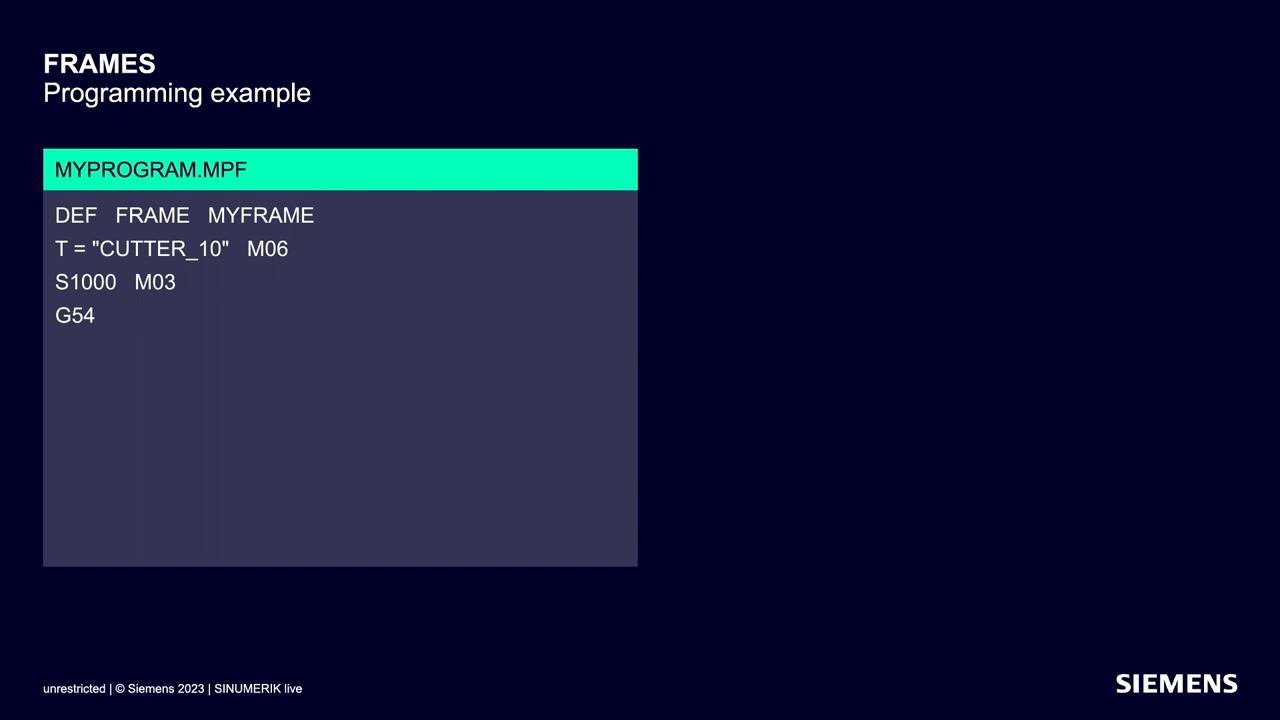 FRAMES
Programming example
MYPROGRAM.MPF
DEF FRAME MYFRAME
T = "CUTTER_10" M06
S1000 M03
G54
unrestricted | © Siemens 2023 | SINUMERIK live
SIEMENS